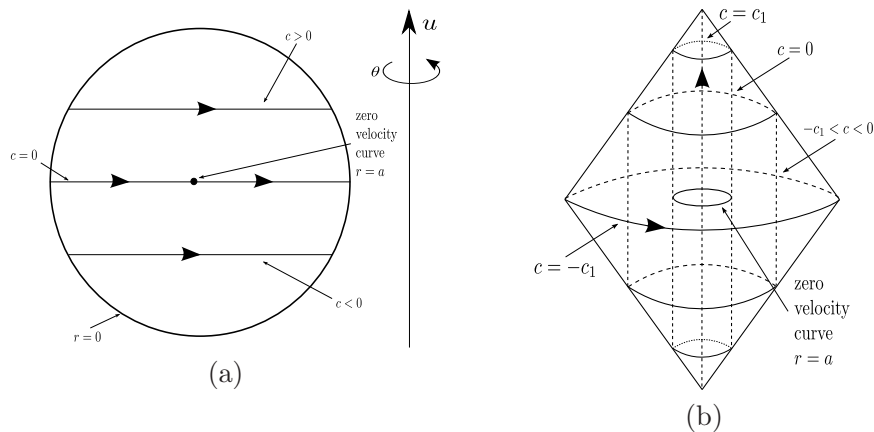 c > 0
u
θ
zero
velocity
curve
r = a
c = 0
c < 0
r = 0
(a)
c = c₁
c = 0
−c₁ < c < 0
c = −c₁
zero
velocity
curve
r = a
(b)